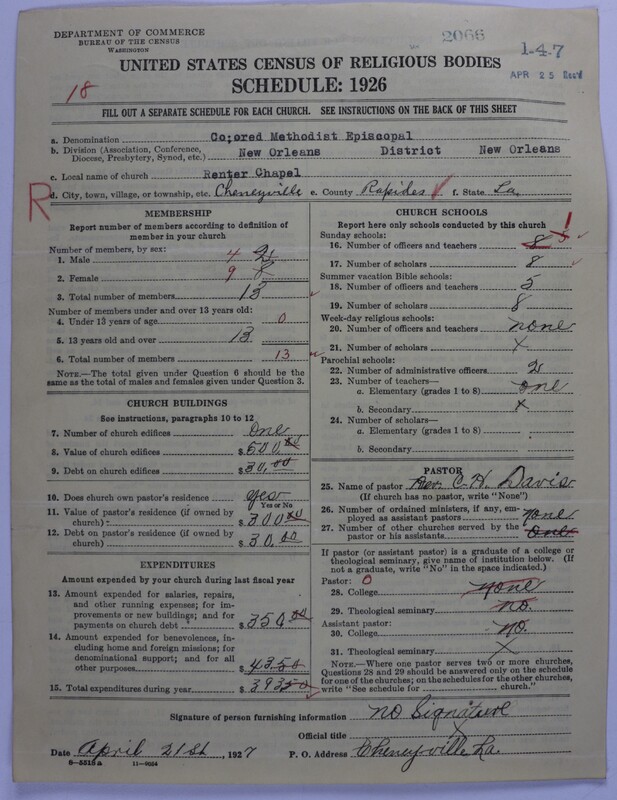 DEPARTMENT OF COMMERCE
BUREAU OF THE CENSUS
WASHINGTON
2066
1-4-7
APR 25 Rec'd
UNITED STATES CENSUS OF RELIGIOUS BODIES
SCHEDULE: 1926
18
FILL OUT A SEPARATE SCHEDULE FOR EACH CHURCH. SEE INSTRUCTIONS ON THE BACK OF THIS SHEET
a. Denomination Co;ored Methodist Episcopal
b. Division (Association, Conference, Diocese, Presbytery, Synod, etc.) New Orleans District New Orleans
c. Local name of church Renter Chapel
R
d. City, town, village, or township, etc. Cheneyville e. County Rapides f. State La.
MEMBERSHIP
Report number of members according to definition of
member in your church
Number of members, by sex:
1. Male 4
2. Female 9 8
3. Total number of members 13
Number of members under and over 13 years old:
4. Under 13 years of age 0
5. 13 years old and over 13
6. Total number of members 13
NOTE.—The total given under Question 6 should be
same as the total of males and females given under Question 3.
CHURCH BUILDINGS
See instructions, paragraphs 10 to 12
7. Number of church edifices One
8. Value of church edifices $ 500 00
9. Debt on church edifices $ 30.00
10. Does church own pastor's residence yes
Yes or No
11. Value of pastor's residence (if owned by
church) $ 300 00
12. Debt on pastor's residence (if owned by
church) $ 30.00
EXPENDITURES
Amount expended by your church during last fiscal year
13. Amount expended for salaries, repairs,
and other running expenses; for im-
provements or new buildings; and for
payments on church debt $ 350 00
14. Amount expended for benevolences,
including home and foreign missions; for
denominational support; and for all
other purposes $ 43 50
15. Total expenditures during year $ 393 50
CHURCH SCHOOLS
Report here only schools conducted by this church
Sunday schools:
16. Number of officers and teachers 8 5
17. Number of scholars 8
Summer vacation Bible schools:
18. Number of officers and teachers 5
19. Number of scholars 8
Week-day religious schools:
20. Number of officers and teachers none
21. Number of scholars X
Parochial schools:
22. Number of administrative officers 2
23. Number of teachers—
a. Elementary (grades 1 to 8) one
b. Secondary X
24. Number of scholars—
a. Elementary (grades 1 to 8)
b. Secondary
PASTOR
25. Name of pastor Rev. C. H. Davis
(If church has no pastor, write "None")
26. Number of ordained ministers, if any, em-
ployed as assistant pastors none
27. Number of other churches served by the
pastor or his assistants One
If pastor (or assistant pastor) is a graduate of a college or
theological seminary, give name of institution below. (If
not a graduate, write "No" in the space indicated.)
Pastor: 0
28. College none
29. Theological seminary no.
Assistant pastor:
30. College no.
31. Theological seminary X
NOTE.—Where one pastor serves two or more churches,
Questions 28 and 29 should be answered only on the schedule
for one of the churches; on the schedules for the other churches,
write "See schedule for church."
Signature of person furnishing information no Signature
Official title X
Date April 21st, 1927 P. O. Address Cheneyville La.
8—5518a 11—9054